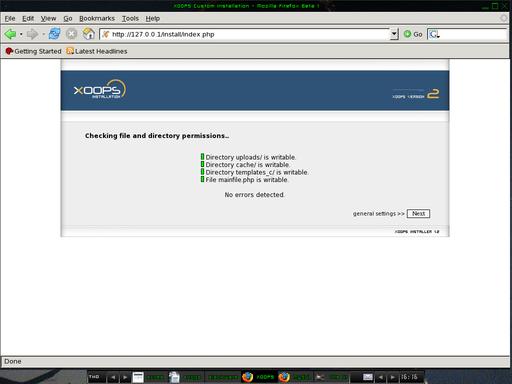 XOOPS Custom Installation - Mozilla Firefox Beta 1
File Edit View Go Bookmarks Tools Help
http://127.0.0.1/install/index.php
Go
Getting Started Latest Headlines
XOOPS
INSTALLATION
XOOPS VERSION 2
Checking file and directory permissions..
Directory uploads/ is writable.
Directory cache/ is writable.
Directory templates_c/ is writable.
File mainfile.php is writable.
No errors detected.
general settings >> Next
XOOPS INSTALLER 1.2
Done
TWO
XOOPS
16:16